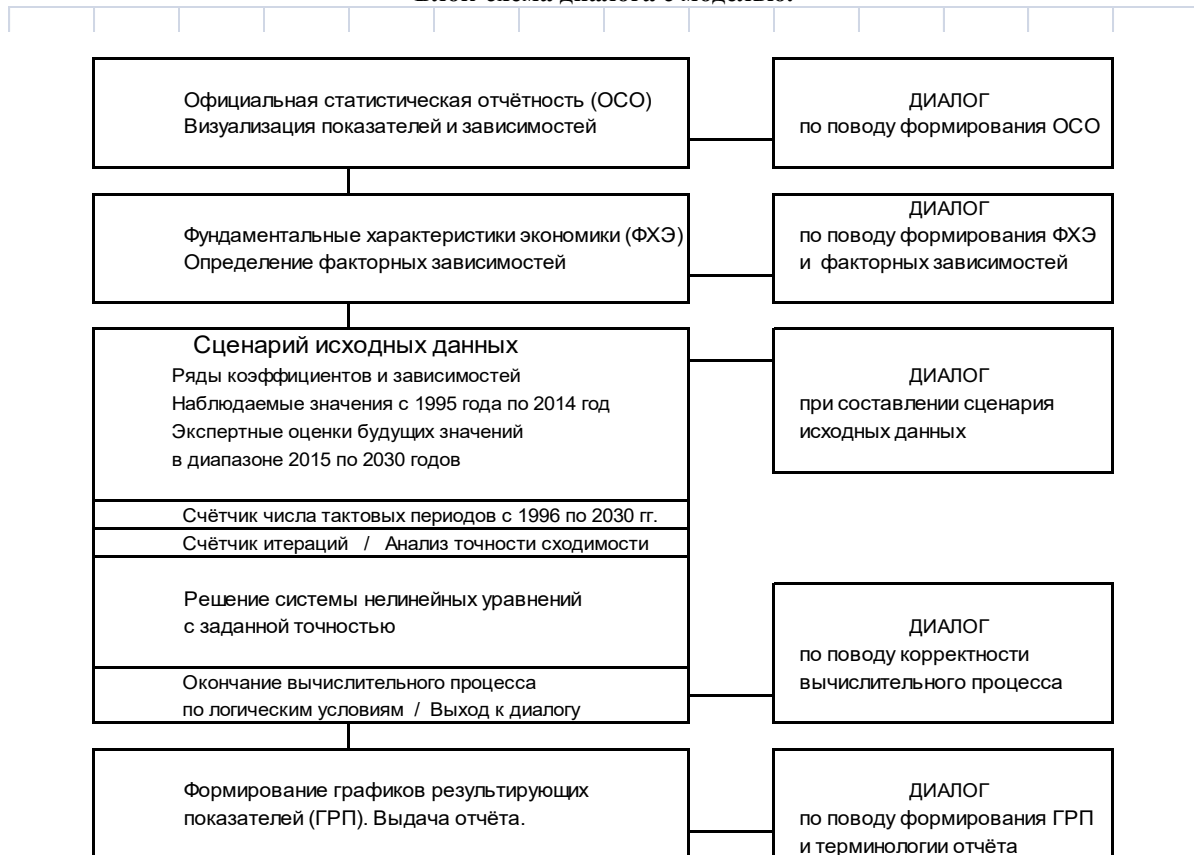 Блок-схема диалога с моделью.
Официальная статистическая отчётность (ОСО)
Визуализация показателей и зависимостей
ДИАЛОГ
по поводу формирования ОСО
Фундаментальные характеристики экономики (ФХЭ)
Определение факторных зависимостей
ДИАЛОГ
по поводу формирования ФХЭ
и факторных зависимостей
Сценарий исходных данных
Ряды коэффициентов и зависимостей
Наблюдаемые значения с 1995 года по 2014 год
Экспертные оценки будущих значений
в диапазоне 2015 по 2030 годов
ДИАЛОГ
при составлении сценария
исходных данных
Счётчик числа тактовых периодов с 1996 по 2030 гг.
Счётчик итераций / Анализ точности сходимости
Решение системы нелинейных уравнений
с заданной точностью
Окончание вычислительного процесса
по логическим условиям / Выход к диалогу
ДИАЛОГ
по поводу корректности
вычислительного процесса
Формирование графиков результирующих
показателей (ГРП). Выдача отчёта.
ДИАЛОГ
по поводу формирования ГРП
и терминологии отчёта